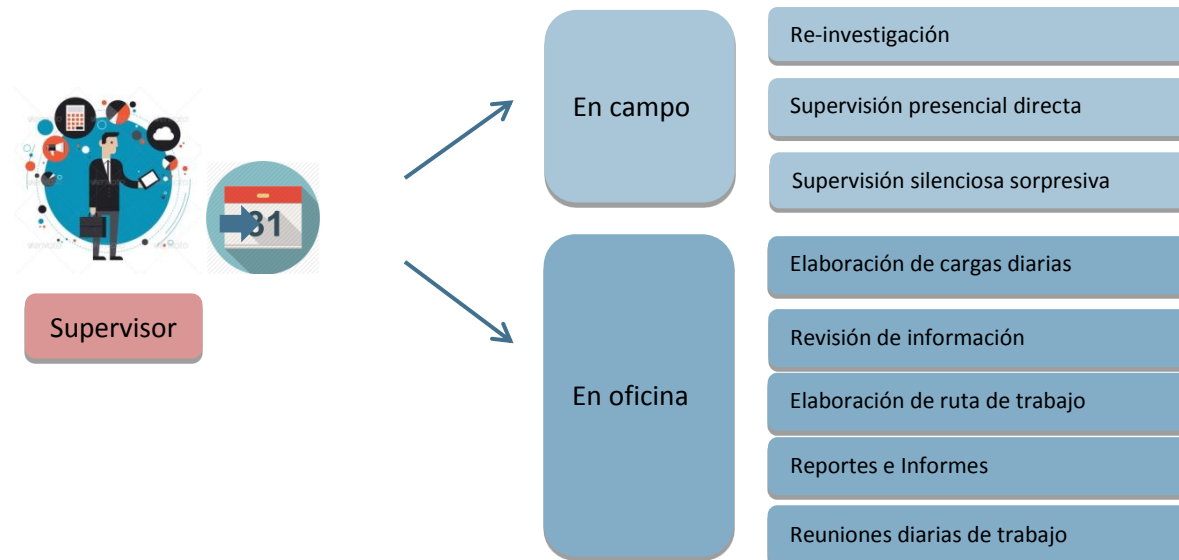 Supervisor
31
En campo
Re-investigación
Supervisión presencial directa
Supervisión silenciosa sorpresiva
En oficina
Elaboración de cargas diarias
Revisión de información
Elaboración de ruta de trabajo
Reportes e Informes
Reuniones diarias de trabajo